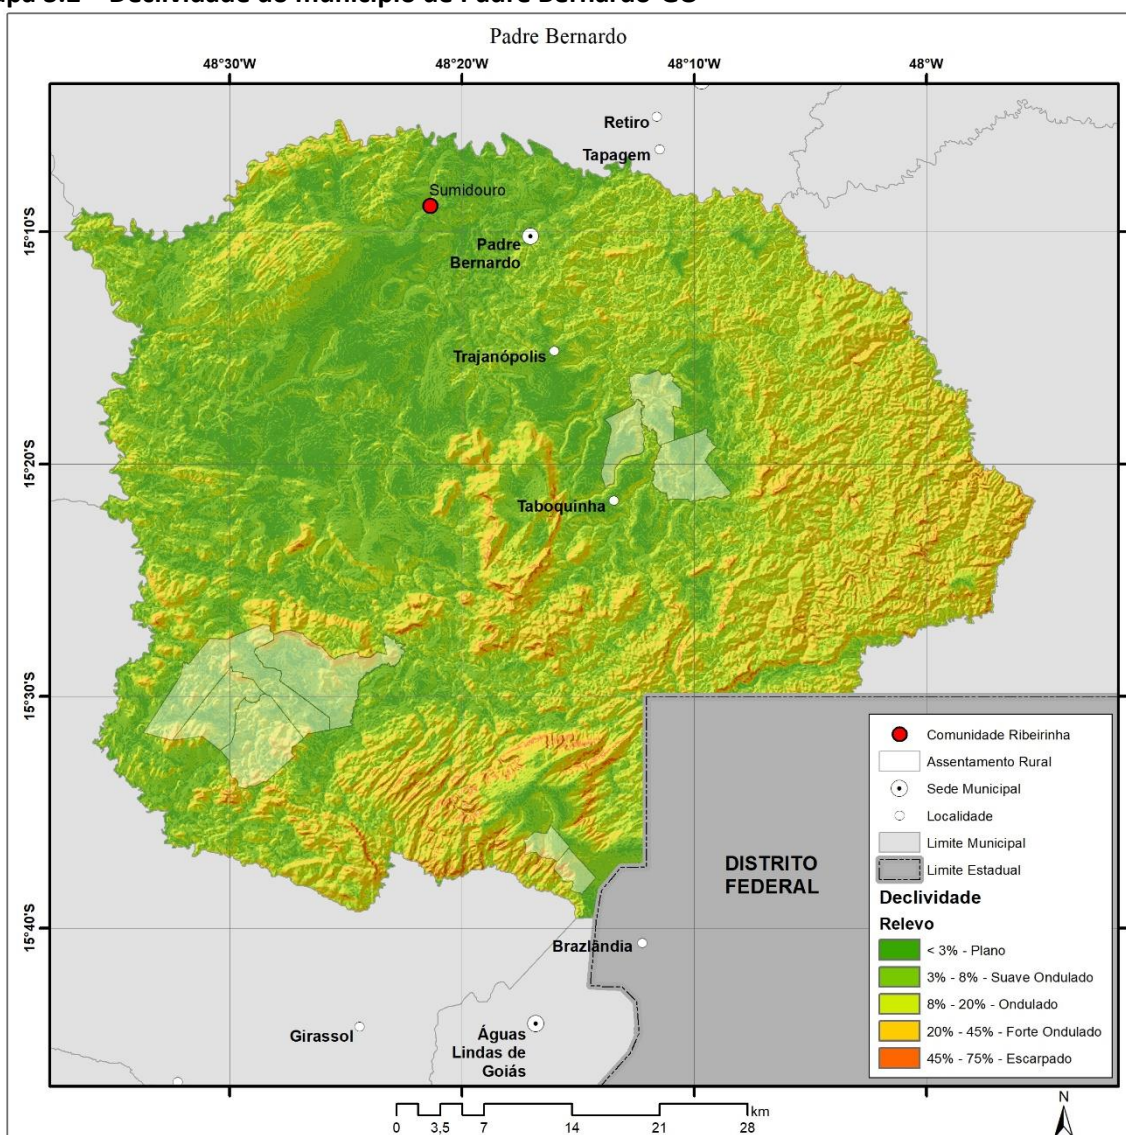 Padre Bernardo
48°30'W
48°20'W
48°10'W
48°W
Retiro
Tapagem
Sumidouro
Padre
Bernardo
15°10'S
Trajanópolis
15°20'S
Taboquinha
15°30'S
DISTRITO
FEDERAL
15°40'S
Brazlândia
Girassol
Águas
Lindas de
Goiás
Comunidade Ribeirinha
Assentamento Rural
Sede Municipal
Localidade
Limite Municipal
Limite Estadual
Declividade
Relevo
< 3% - Plano
3% - 8% - Suave Ondulado
8% - 20% - Ondulado
20% - 45% - Forte Ondulado
45% - 75% - Escarpado
km
0 3,5 7 14 21 28
N